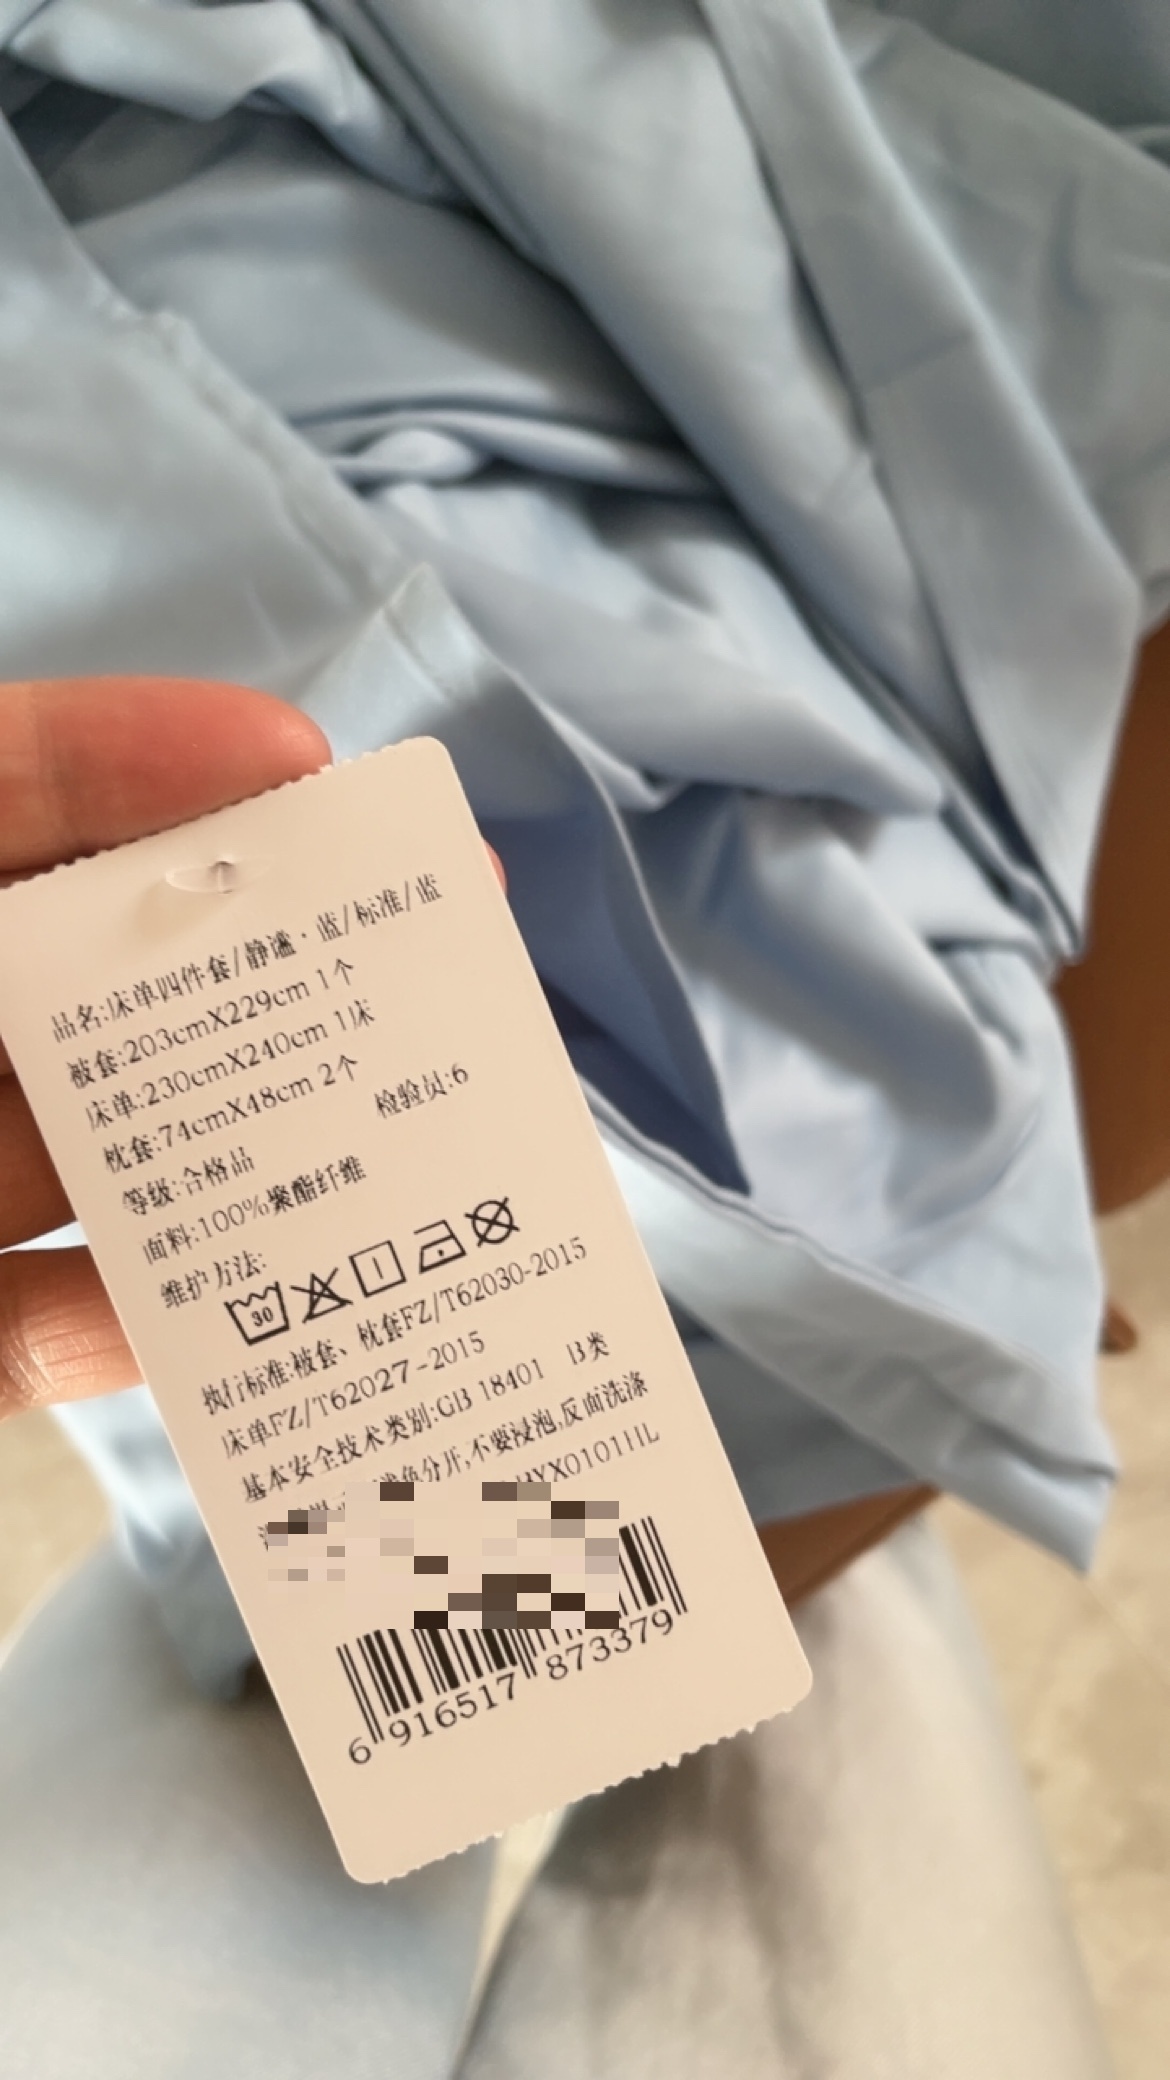 品名:床单四件套/静谧·蓝/标准/蓝
被套:203cmX229cm 1个
床单:230cmX240cm 1床
枕套:74cmX48cm 2个
等级:合格品 检验员:6
面料:100%聚酯纤维
维护方法:
30
执行标准:被套、枕套FZ/T62030-2015
床单FZ/T62027-2015
基本安全技术类别:GB 18401 B类
浅色分开,不要浸泡,反面洗涤
YX0101HL
6 916517 873379